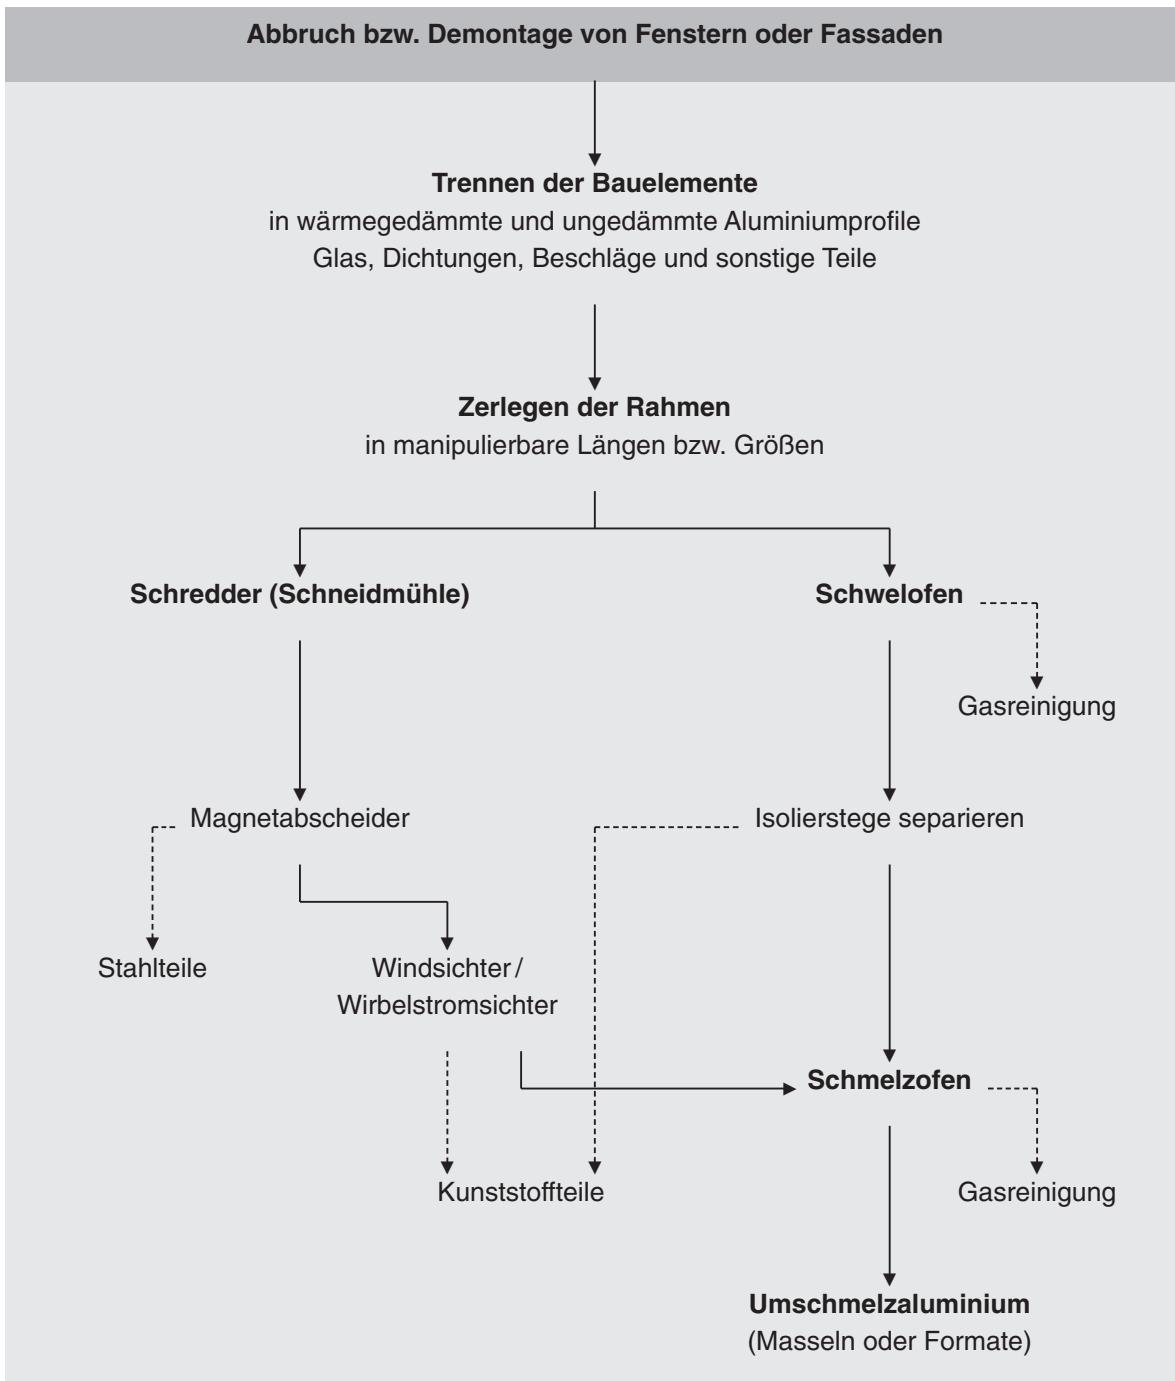 Abbruch bzw. Demontage von Fenstern oder Fassaden
Trennen der Bauelemente
in wärmegedämmte und ungedämmte Aluminiumprofile
Glas, Dichtungen, Beschläge und sonstige Teile
Zerlegen der Rahmen
in manipulierbare Längen bzw. Größen
Schredder (Schneidmühle)
Schwelofen
Gasreinigung
Magnetabscheider
Isolierstege separieren
Stahlteile
Windsichter /
Wirbelstromsichter
Schmelzofen
Kunststoffteile
Gasreinigung
Umschmelzaluminium
(Masseln oder Formate)